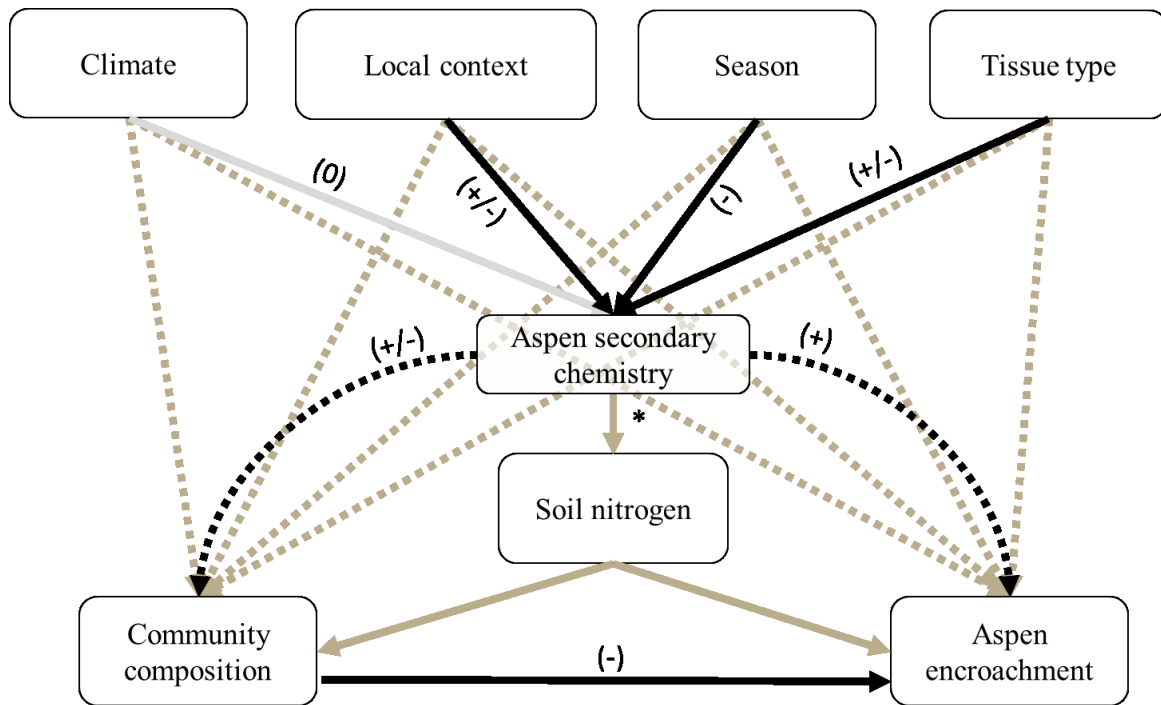 Climate
Local context
Season
Tissue type
(0)
(+/-)
(-)
(+/-)
Aspen secondary
chemistry
(+/-)
(+)
*
Soil nitrogen
Community
composition
(-)
Aspen
encroachment